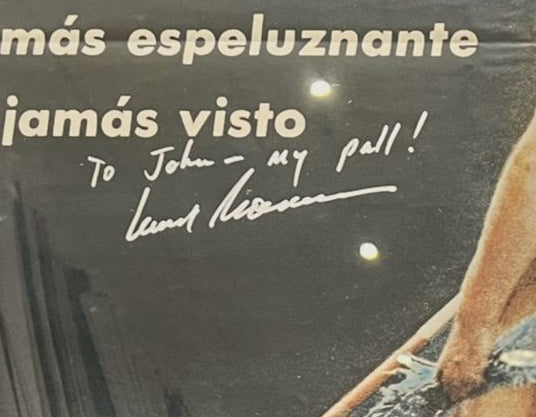 más espeluznante
jamás visto
To John - my pall!